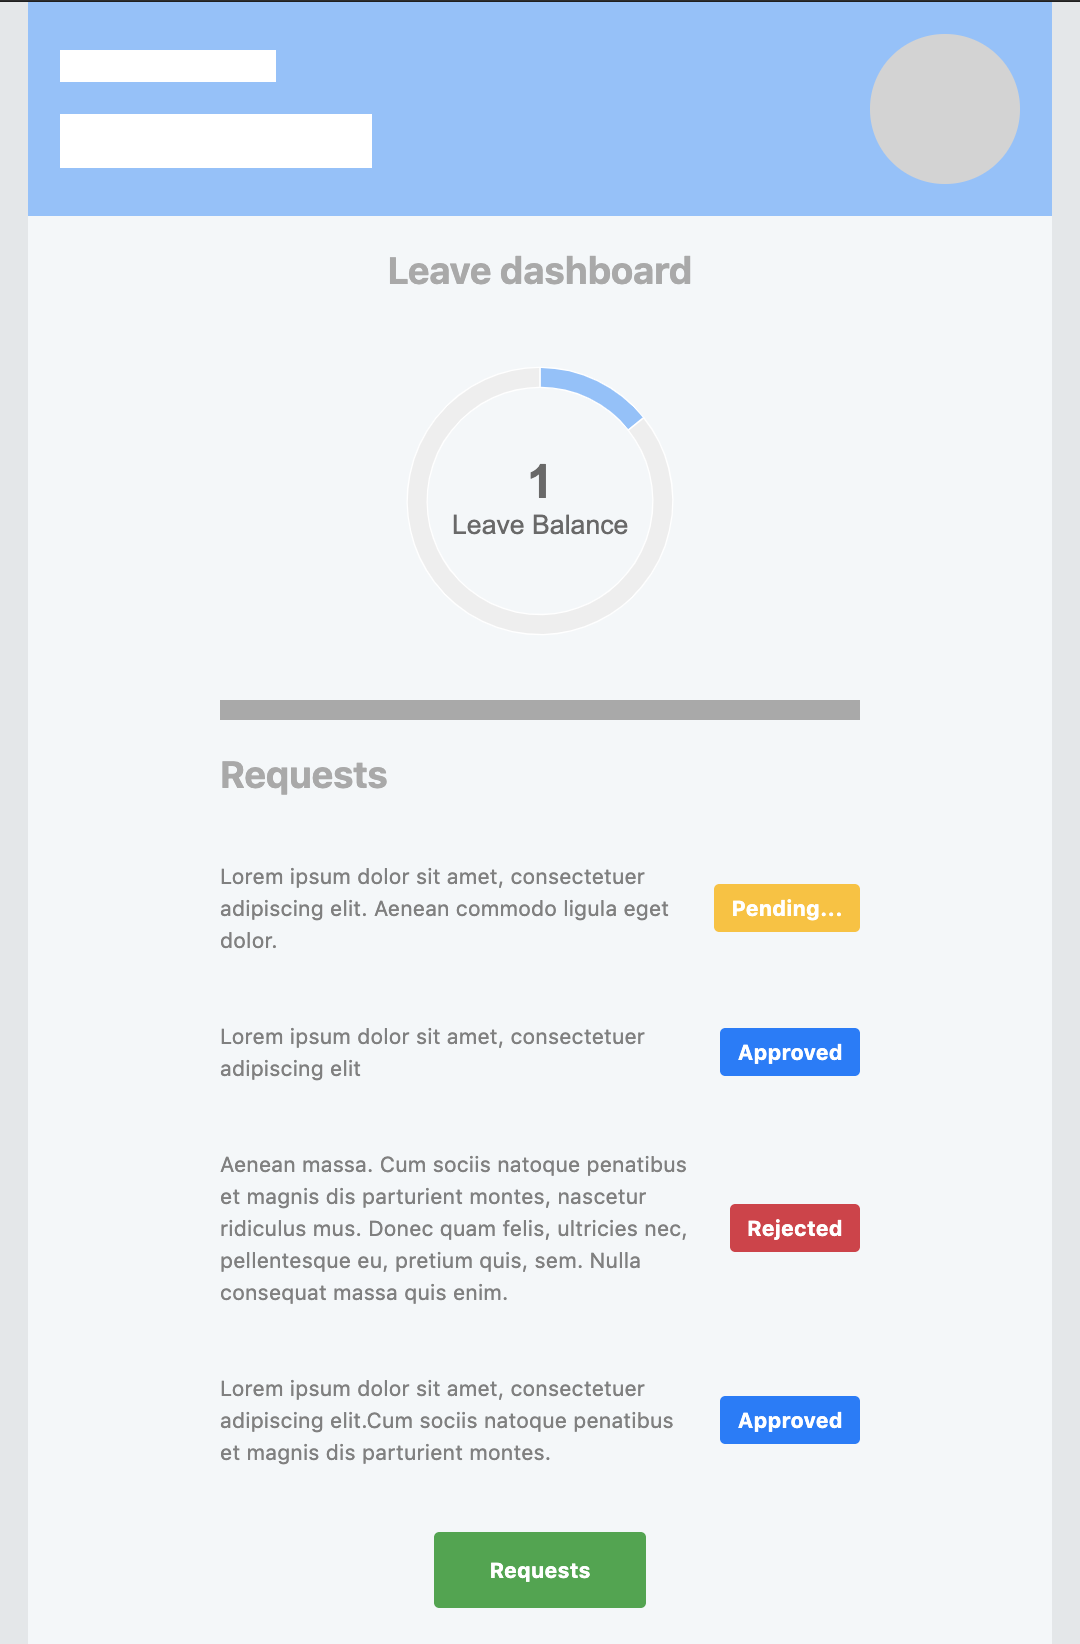 Leave dashboard
1
Leave Balance
Requests
Lorem ipsum dolor sit amet, consectetuer
adipiscing elit. Aenean commodo ligula eget
dolor.
Pending...
Lorem ipsum dolor sit amet, consectetuer
adipiscing elit
Approved
Aenean massa. Cum sociis natoque penatibus
et magnis dis parturient montes, nascetur
ridiculus mus. Donec quam felis, ultricies nec,
pellentesque eu, pretium quis, sem. Nulla
consequat massa quis enim.
Rejected
Lorem ipsum dolor sit amet, consectetuer
adipiscing elit.Cum sociis natoque penatibus
et magnis dis parturient montes.
Approved
Requests